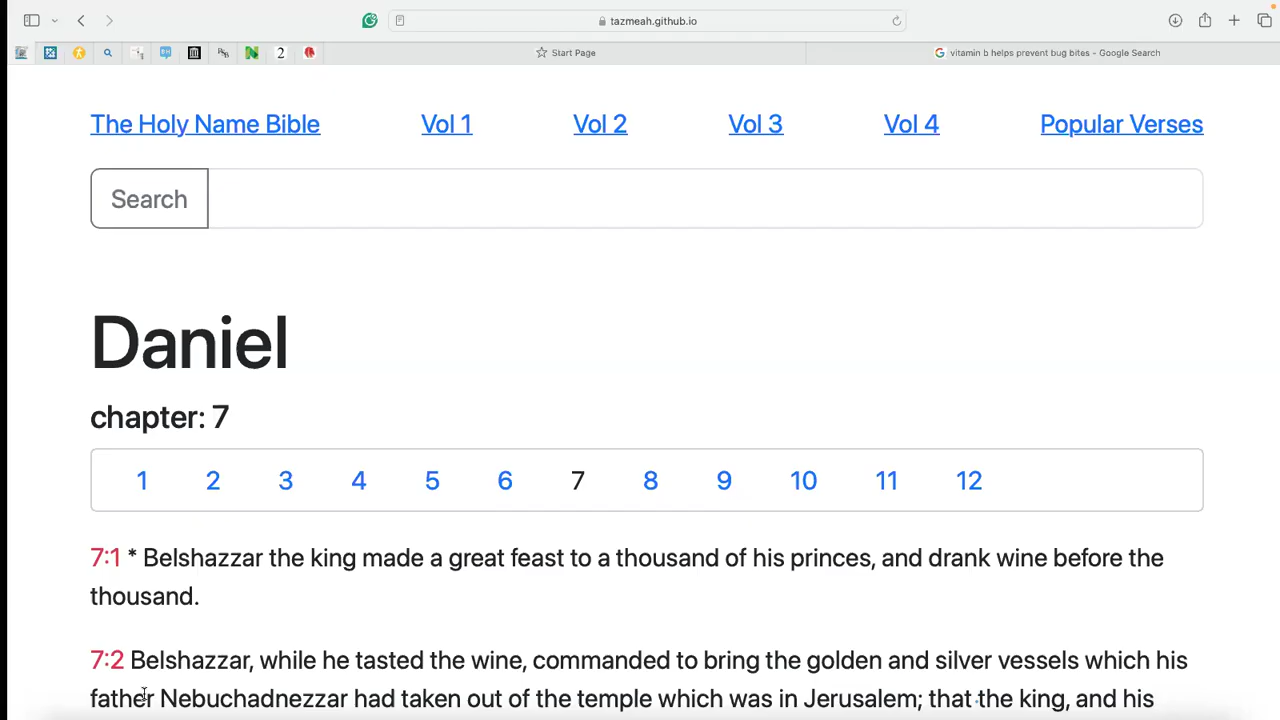 tazmeah.github.io
2
Start Page
vitamin b helps prevent bug bites - Google Search
The Holy Name Bible Vol 1 Vol 2 Vol 3 Vol 4 Popular Verses
Search
Daniel
chapter: 7
1 2 3 4 5 6 7 8 9 10 11 12
7:1 * Belshazzar the king made a great feast to a thousand of his princes, and drank wine before the
thousand.
7:2 Belshazzar, while he tasted the wine, commanded to bring the golden and silver vessels which his
father Nebuchadnezzar had taken out of the temple which was in Jerusalem; that the king, and his